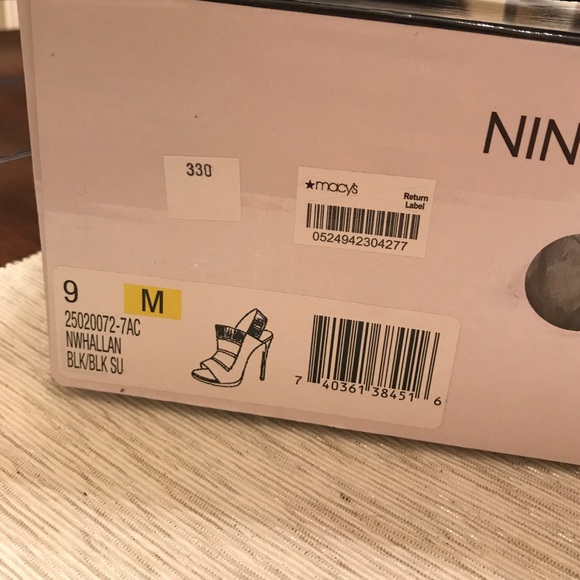 NIN
330
★macy's
Return
Label
0524942304277
9 M
25020072-7AC
NWHALLAN
BLK/BLK SU
7 40361 38451 6